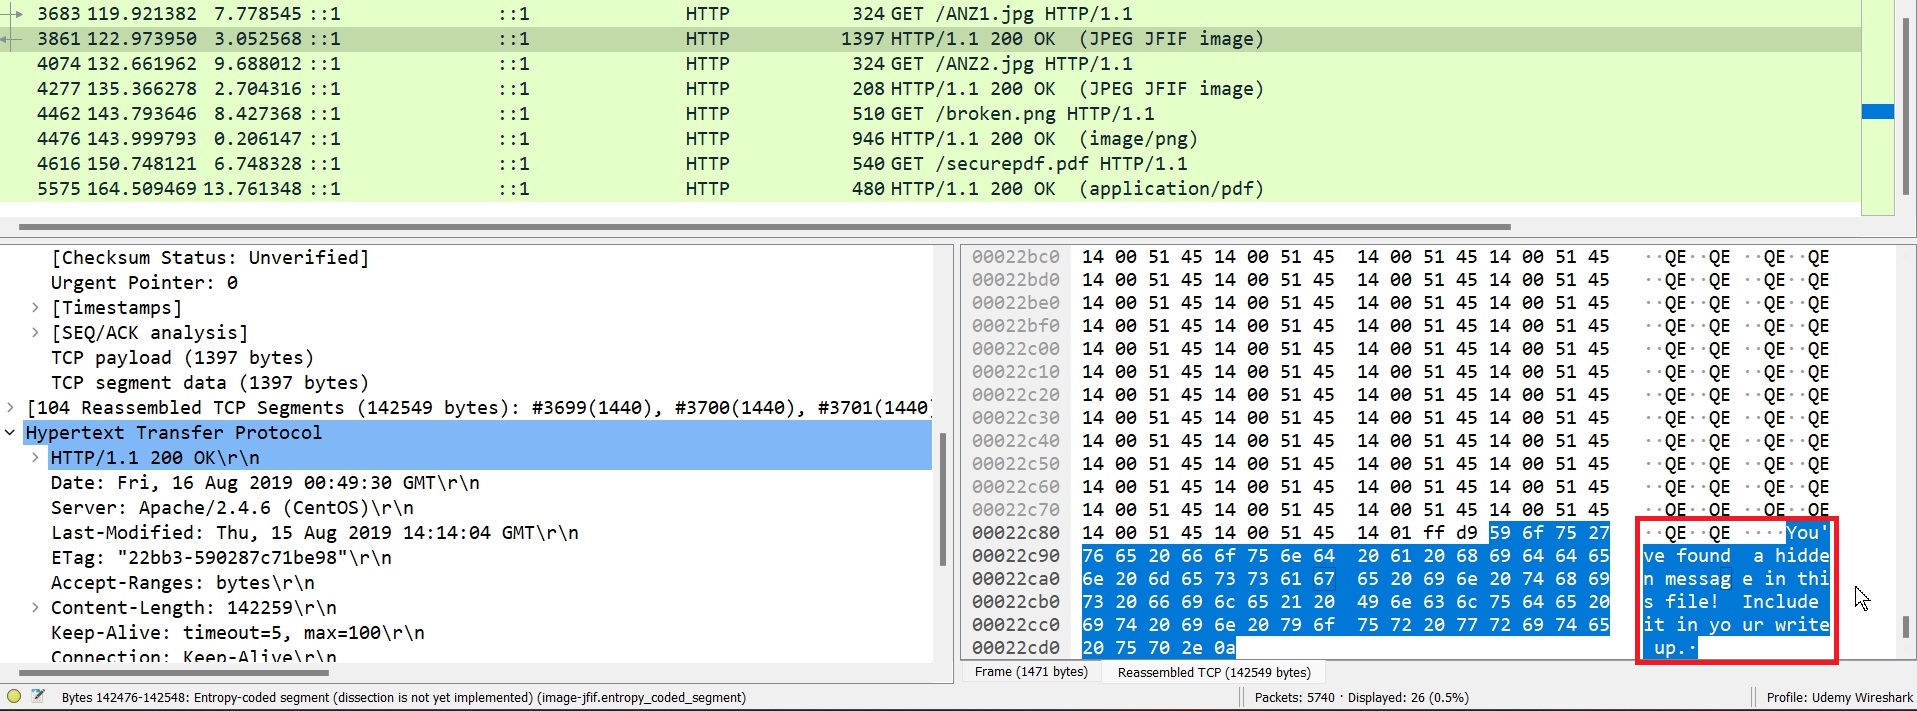 3683 119.921382 7.778545 ::1 ::1 HTTP 324 GET /ANZ1.jpg HTTP/1.1
3861 122.973950 3.052568 ::1 ::1 HTTP 1397 HTTP/1.1 200 OK (JPEG JFIF image)
4074 132.661962 9.688012 ::1 ::1 HTTP 324 GET /ANZ2.jpg HTTP/1.1
4277 135.366278 2.704316 ::1 ::1 HTTP 208 HTTP/1.1 200 OK (JPEG JFIF image)
4462 143.793646 8.427368 ::1 ::1 HTTP 510 GET /broken.png HTTP/1.1
4476 143.999793 0.206147 ::1 ::1 HTTP 946 HTTP/1.1 200 OK (image/png)
4616 150.748121 6.748328 ::1 ::1 HTTP 540 GET /securepdf.pdf HTTP/1.1
5575 164.509469 13.761348 ::1 ::1 HTTP 480 HTTP/1.1 200 OK (application/pdf)
[Checksum Status: Unverified]
Urgent Pointer: 0
[Timestamps]
[SEQ/ACK analysis]
TCP payload (1397 bytes)
TCP segment data (1397 bytes)
[104 Reassembled TCP Segments (142549 bytes): #3699(1440), #3700(1440), #3701(1440)
Hypertext Transfer Protocol
HTTP/1.1 200 OK\r\n
Date: Fri, 16 Aug 2019 00:49:30 GMT\r\n
Server: Apache/2.4.6 (CentOS)\r\n
Last-Modified: Thu, 15 Aug 2019 14:14:04 GMT\r\n
ETag: "22bb3-590287c71be98"\r\n
Accept-Ranges: bytes\r\n
Content-Length: 142259\r\n
Keep-Alive: timeout=5, max=100\r\n
Connection: Keep-Alive\r\n
00022bc0 14 00 51 45 14 00 51 45 14 00 51 45 14 00 51 45 ··QE··QE ··QE··QE
00022bd0 14 00 51 45 14 00 51 45 14 00 51 45 14 00 51 45 ··QE··QE ··QE··QE
00022be0 14 00 51 45 14 00 51 45 14 00 51 45 14 00 51 45 ··QE··QE ··QE··QE
00022bf0 14 00 51 45 14 00 51 45 14 00 51 45 14 00 51 45 ··QE··QE ··QE··QE
00022c00 14 00 51 45 14 00 51 45 14 00 51 45 14 00 51 45 ··QE··QE ··QE··QE
00022c10 14 00 51 45 14 00 51 45 14 00 51 45 14 00 51 45 ··QE··QE ··QE··QE
00022c20 14 00 51 45 14 00 51 45 14 00 51 45 14 00 51 45 ··QE··QE ··QE··QE
00022c30 14 00 51 45 14 00 51 45 14 00 51 45 14 00 51 45 ··QE··QE ··QE··QE
00022c40 14 00 51 45 14 00 51 45 14 00 51 45 14 00 51 45 ··QE··QE ··QE··QE
00022c50 14 00 51 45 14 00 51 45 14 00 51 45 14 00 51 45 ··QE··QE ··QE··QE
00022c60 14 00 51 45 14 00 51 45 14 00 51 45 14 00 51 45 ··QE··QE ··QE··QE
00022c70 14 00 51 45 14 00 51 45 14 00 51 45 14 00 51 45 ··QE··QE ··QE··QE
00022c80 14 00 51 45 14 00 51 45 14 01 ff d9 59 6f 75 27 ··QE··QE ····You'
00022c90 76 65 20 66 6f 75 6e 64 20 61 20 68 69 64 64 65 ve found a hidde
00022ca0 6e 20 6d 65 73 73 61 67 65 20 69 6e 20 74 68 69 n messag e in thi
00022cb0 73 20 66 69 6c 65 21 20 49 6e 63 6c 75 64 65 20 s file! Include
00022cc0 69 74 20 69 6e 20 79 6f 75 72 20 77 72 69 74 65 it in yo ur write
00022cd0 20 75 70 2e 0a up.·
Frame (1471 bytes) Reassembled TCP (142549 bytes)
Bytes 142476-142548: Entropy-coded segment (dissection is not yet implemented) (image-jfif.entropy_coded_segment) Packets: 5740 · Displayed: 26 (0.5%) Profile: Udemy Wireshark